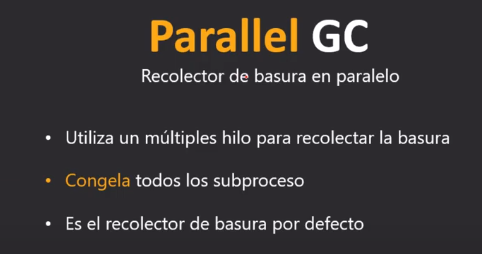 Parallel GC
Recolector de basura en paralelo
• Utiliza un múltiples hilo para recolectar la basura
• Congela todos los subproceso
• Es el recolector de basura por defecto